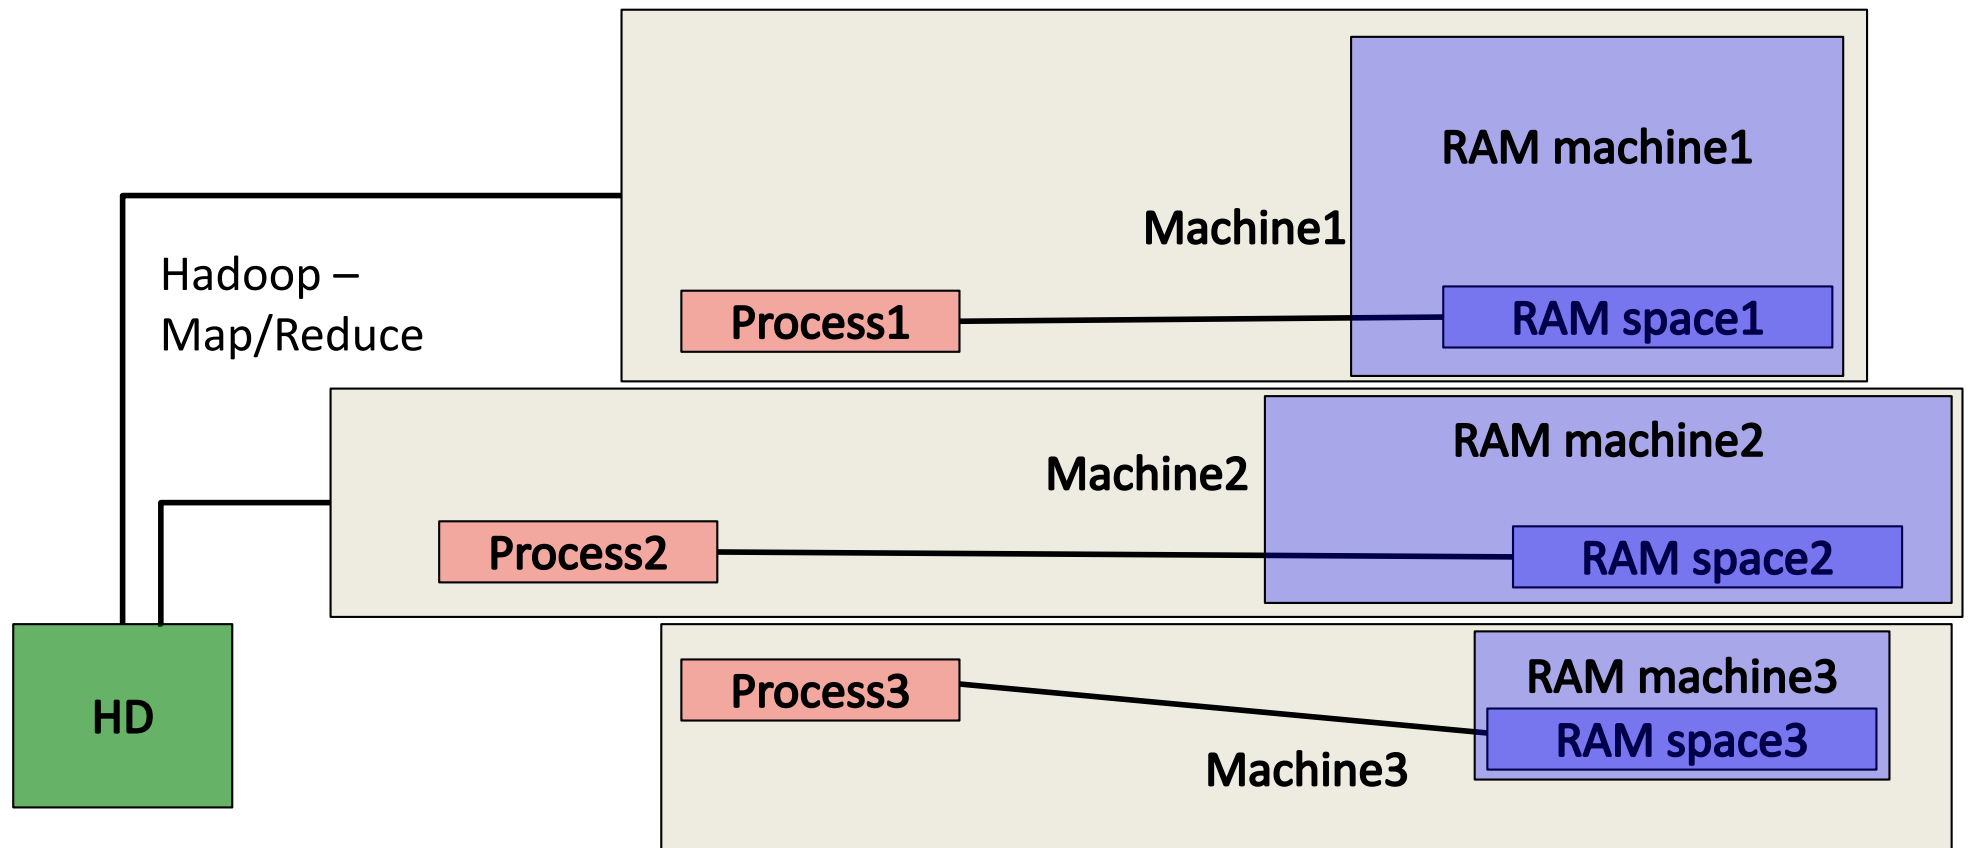 RAM machine1
Machine1
Hadoop –
Map/Reduce
Process1
RAM space1
RAM machine2
Machine2
Process2
RAM space2
RAM machine3
Process3
HD
RAM space3
Machine3